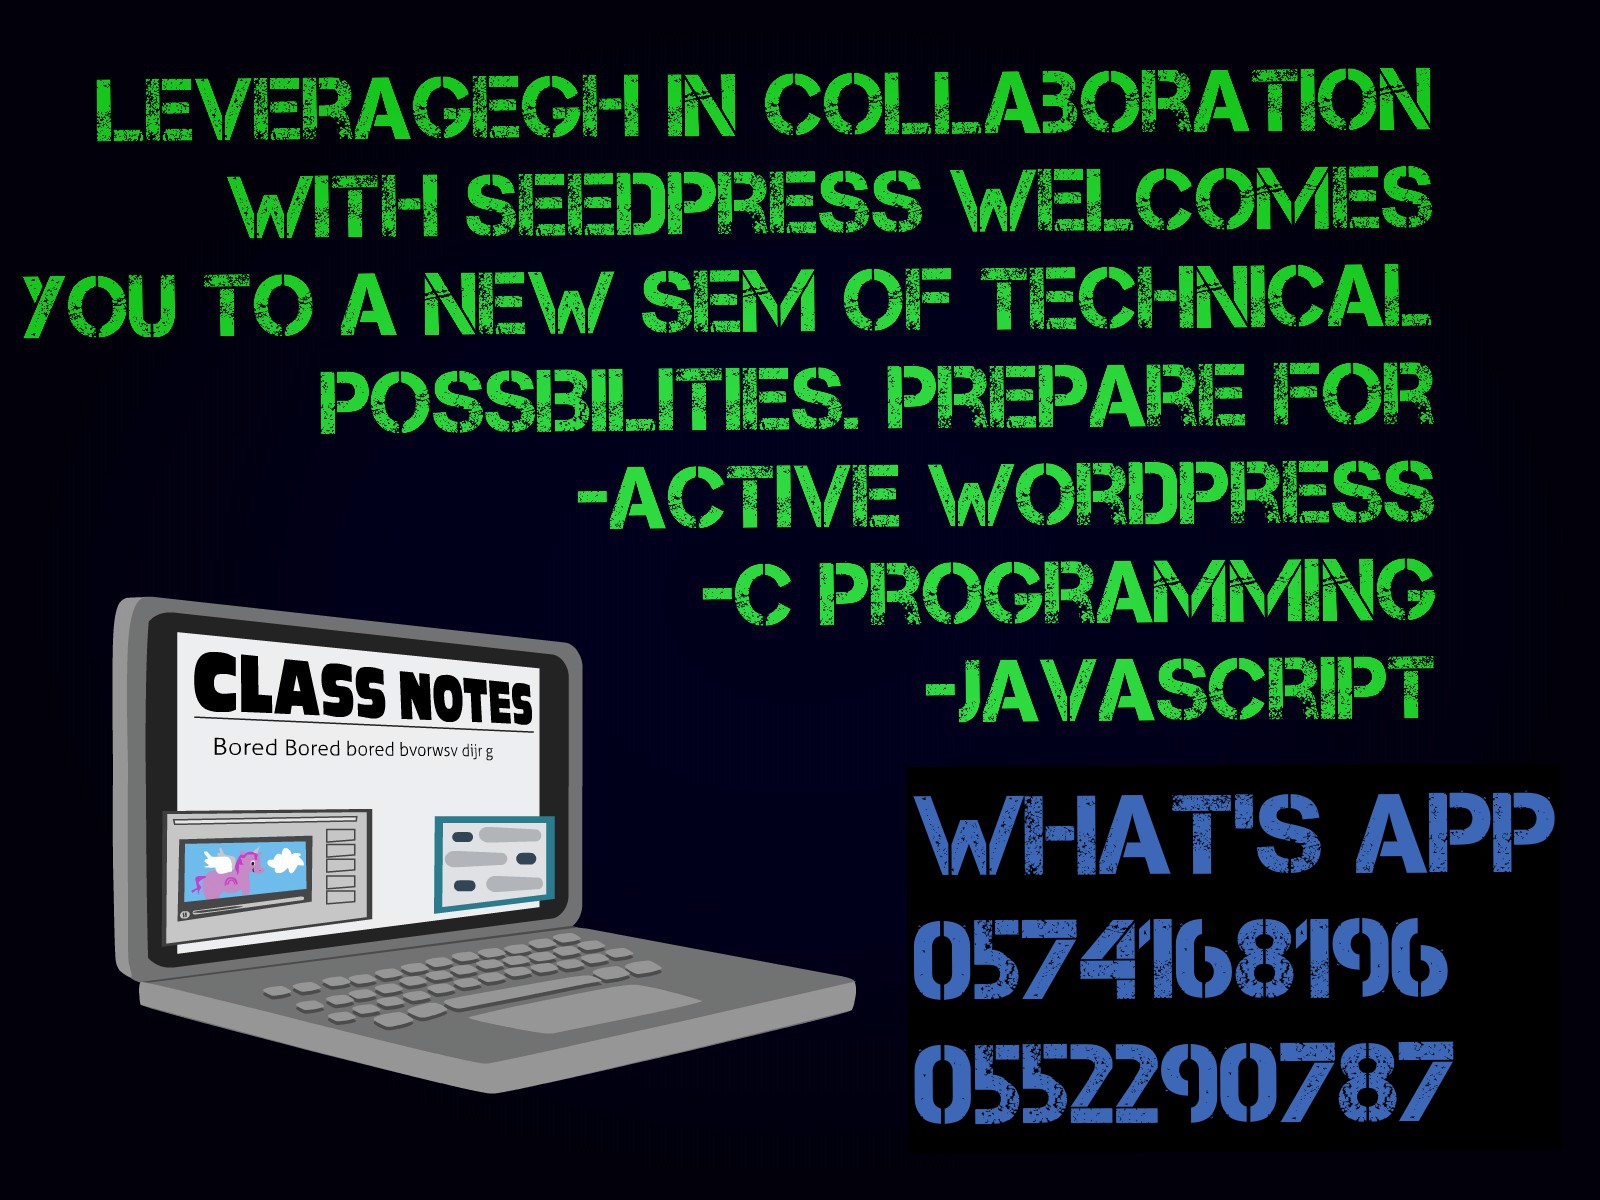 LEVERAGEGH IN COLLABORATION
WITH SEEDPRESS WELCOMES
YOU TO A NEW SEM OF TECHNICAL
POSSBILITIES. PREPARE FOR
-ACTIVE WORDPRESS
-C PROGRAMMING
-JAVASCRIPT
CLASS NOTES
Bored Bored bored bvorwsv dijr g
WHAT'S APP
0574168196
0552290787